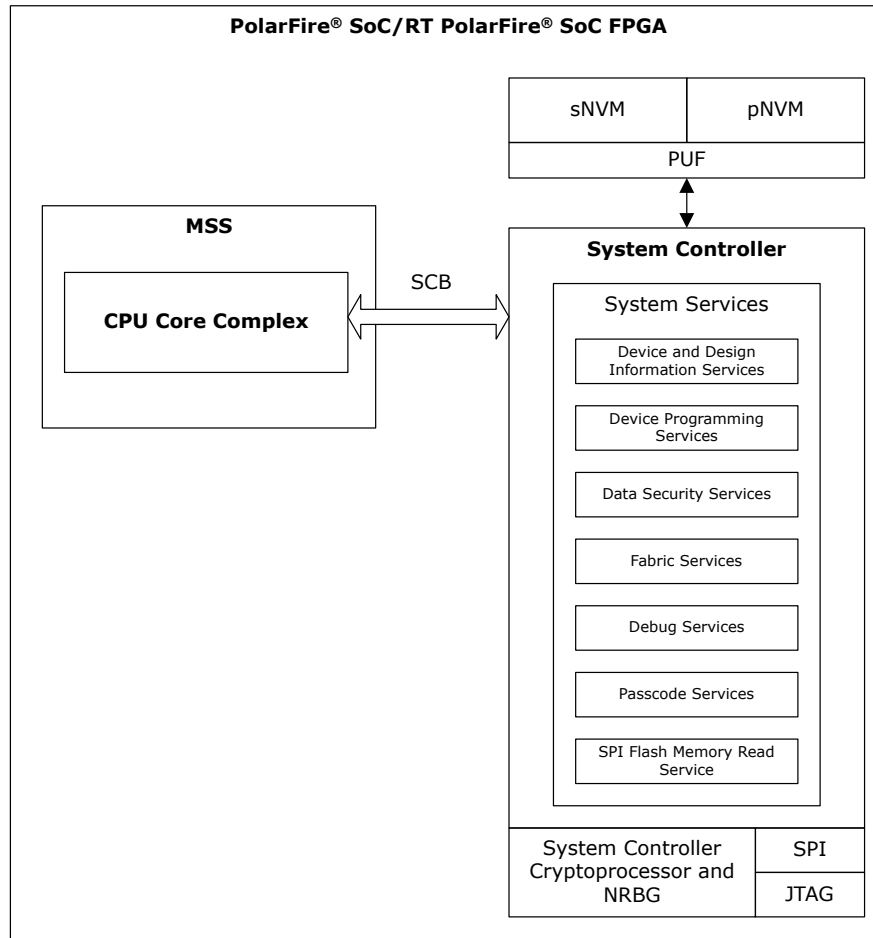 PolarFire® SoC/RT PolarFire® SoC FPGA
sNVM
pNVM
PUF
MSS
CPU Core Complex
SCB
System Controller
System Services
Device and Design
Information Services
Device Programming
Services
Data Security Services
Fabric Services
Debug Services
Passcode Services
SPI Flash Memory Read
Service
System Controller
Cryptoprocessor and
NRBG
SPI
JTAG